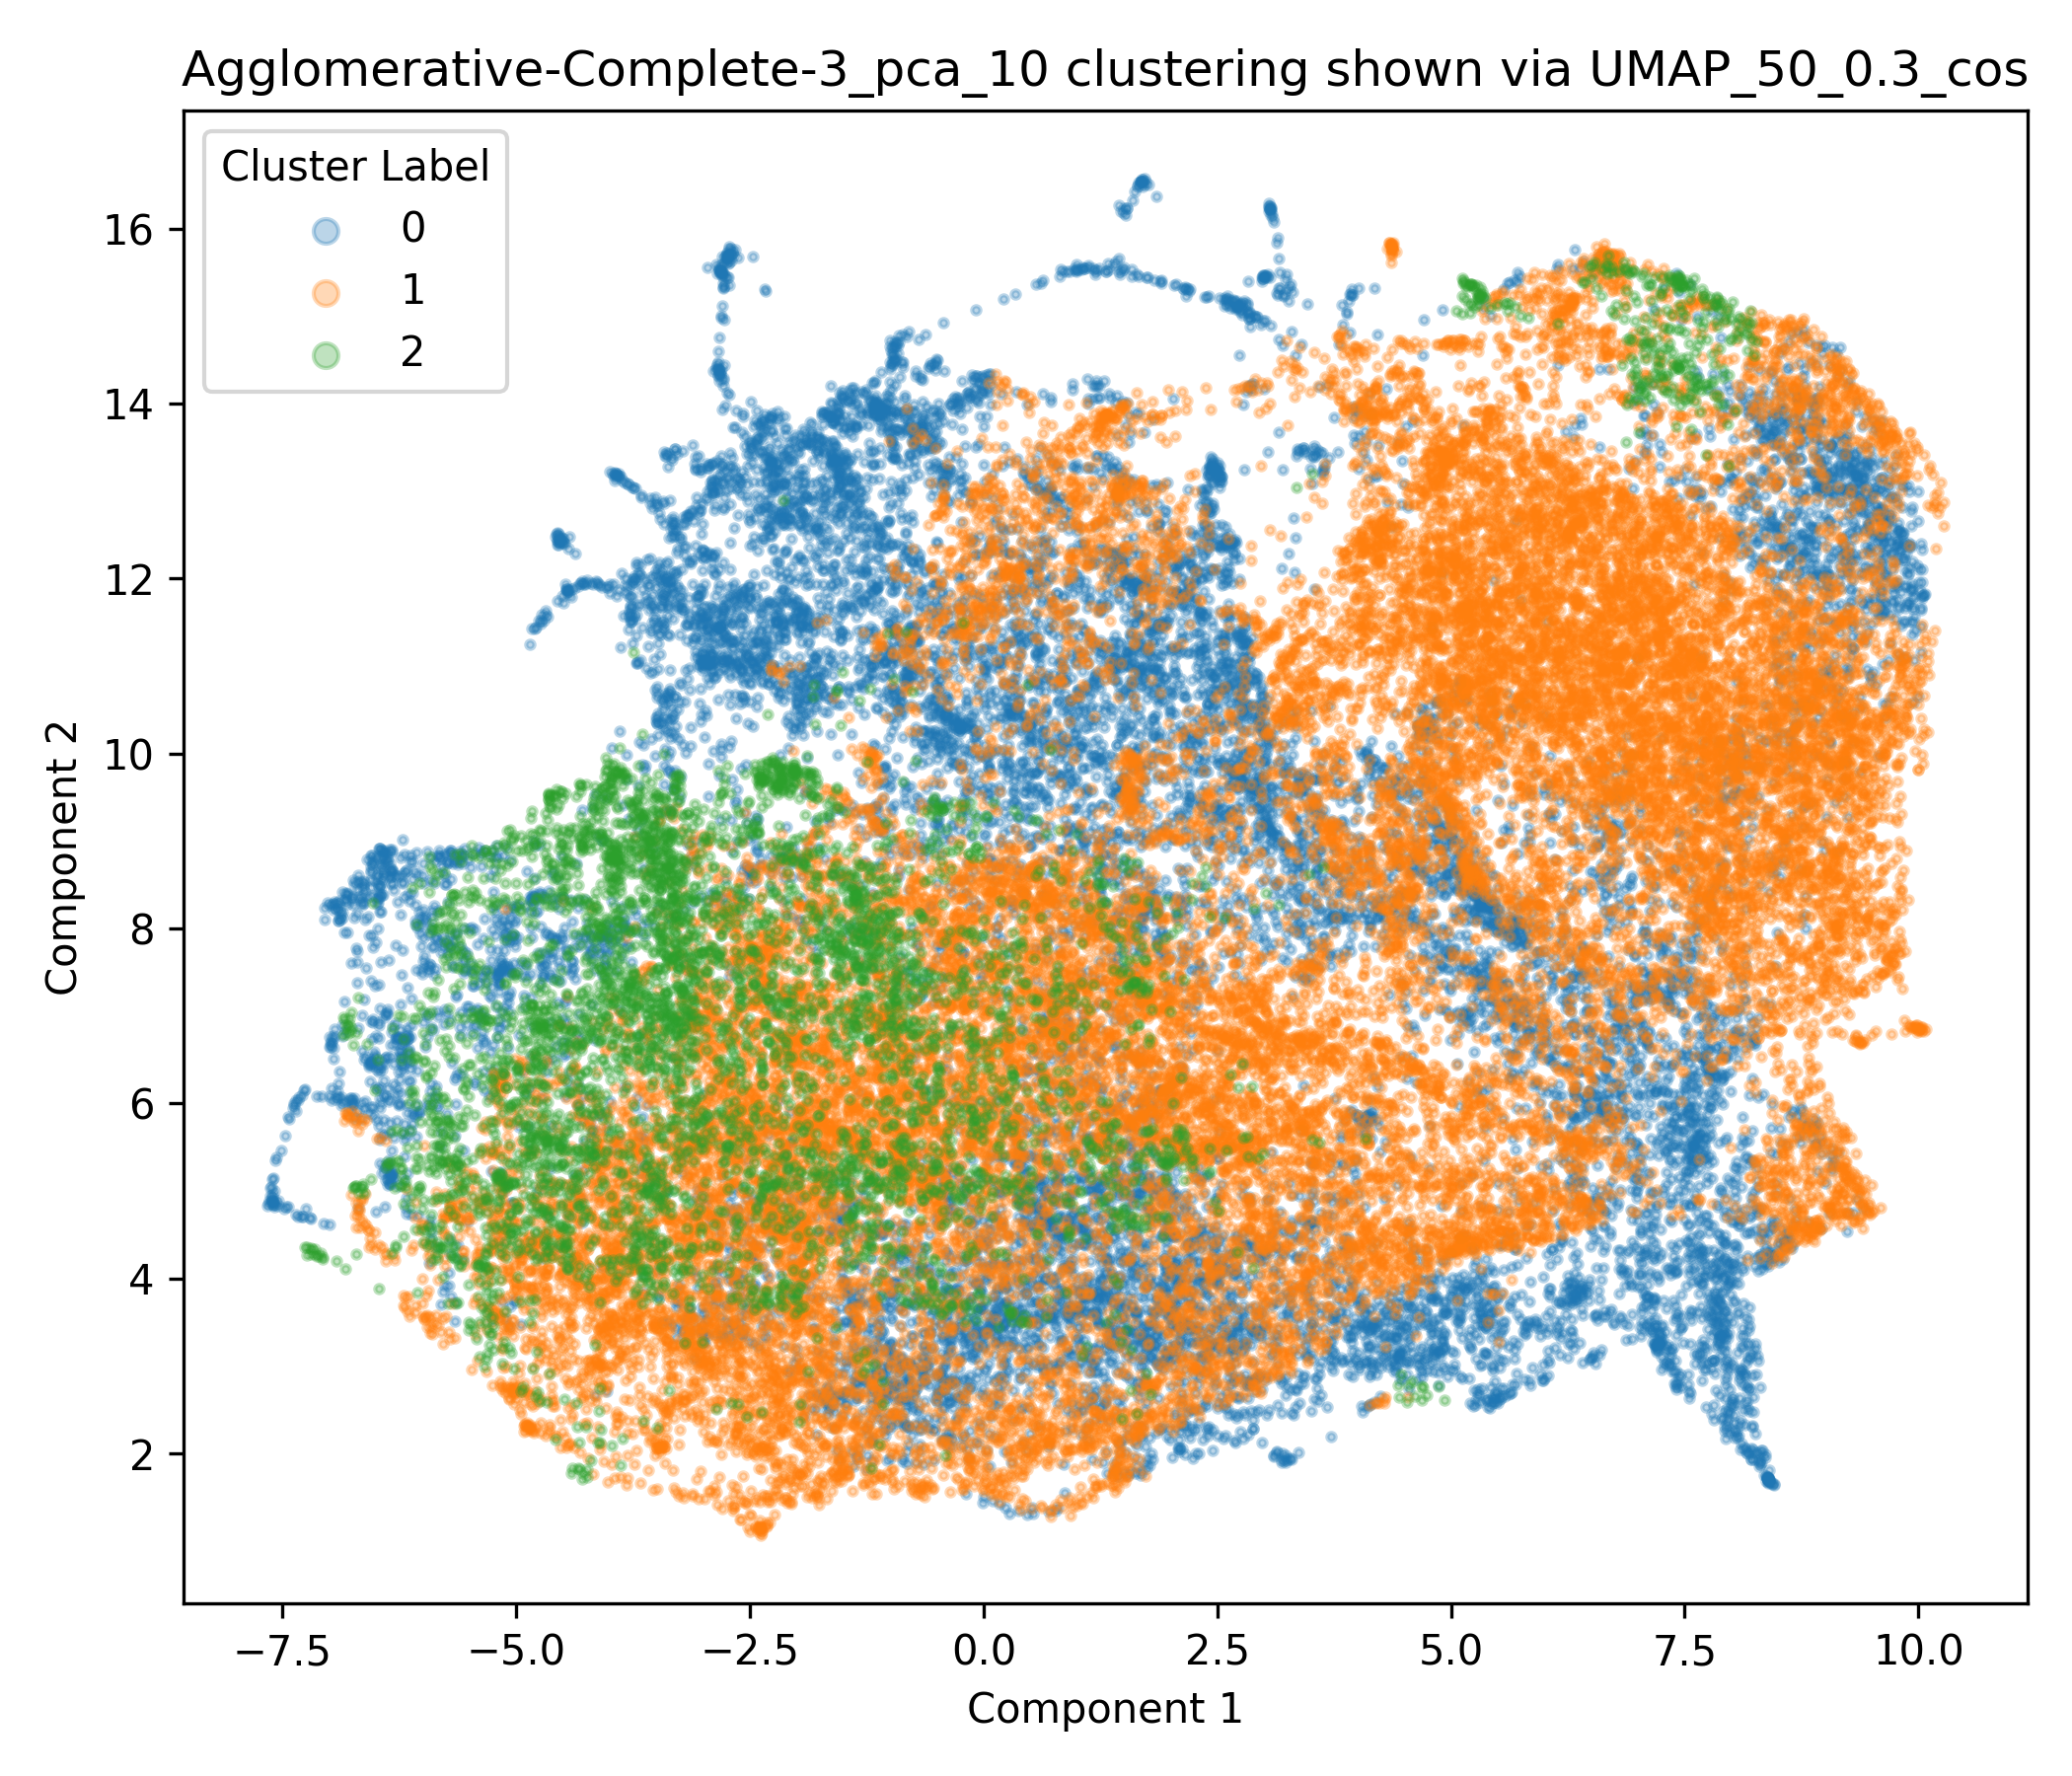 Agglomerative-Complete-3_pca_10 clustering shown via UMAP_50_0.3_cos
Cluster Label
0
1
2
16
14
12
10
8
6
4
2
Component 2
−7.5 −5.0 −2.5 0.0 2.5 5.0 7.5 10.0
Component 1